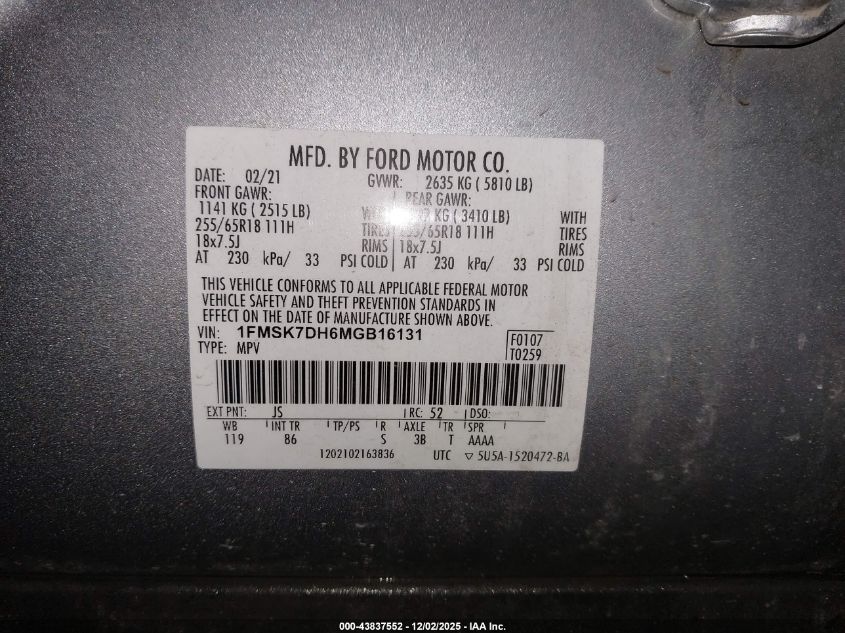 MFD. BY FORD MOTOR CO.
DATE: 02/21 GVWR: 2635 KG ( 5810 LB)
FRONT GAWR: REAR GAWR:
1141 KG ( 2515 LB) WITH KG ( 3410 LB) WITH
255/65R18 111H TIRES 255/65R18 111H TIRES
18x7.5J RIMS 18x7.5J RIMS
AT 230 kPa/ 33 PSI COLD AT 230 kPa/ 33 PSI COLD
THIS VEHICLE CONFORMS TO ALL APPLICABLE FEDERAL MOTOR
VEHICLE SAFETY AND THEFT PREVENTION STANDARDS IN
EFFECT ON THE DATE OF MANUFACTURE SHOWN ABOVE.
VIN: 1FMSK7DH6MGB16131
TYPE: MPV
F0107
T0259
EXT PNT: JS RC: 52 DSO:
WB INT TR TP/PS R AXLE TR SPR
119 86 S 3B T AAAA
1202102163836 UTC ▽ 5U5A-1520472-BA
000-43837552 - 12/02/2025 - IAA Inc.